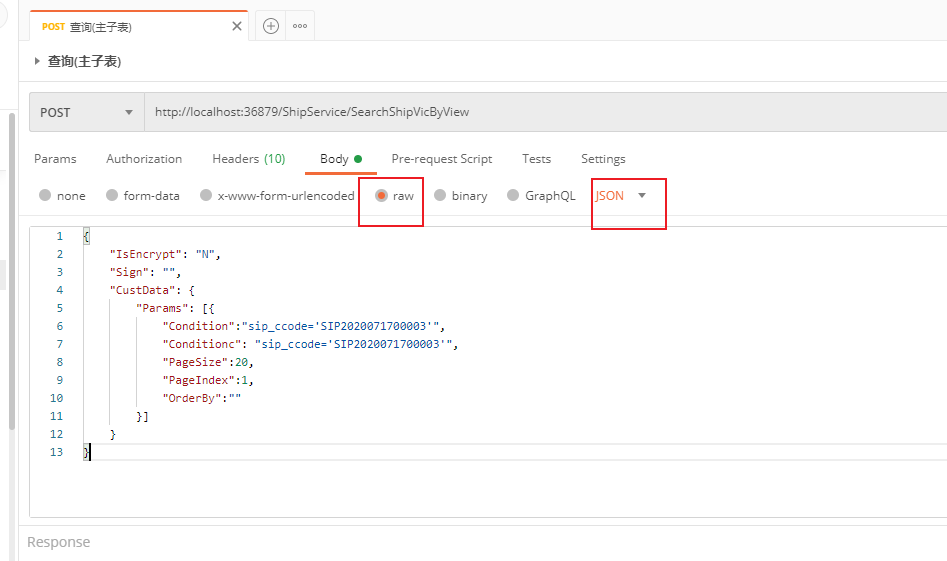 POST 查询(主子表)
查询(主子表)
POST http://localhost:36879/ShipService/SearchShipVicByView
Params Authorization Headers (10) Body Pre-request Script Tests Settings
none form-data x-www-form-urlencoded raw binary GraphQL JSON
1 {
2 "IsEncrypt": "N",
3 "Sign": "",
4 "CustData": {
5 "Params": [{
6 "Condition":"sip_ccode='SIP2020071700003'",
7 "Conditionc": "sip_ccode='SIP2020071700003'",
8 "PageSize":20,
9 "PageIndex":1,
10 "OrderBy":""
11 }]
12 }
13 }
Response